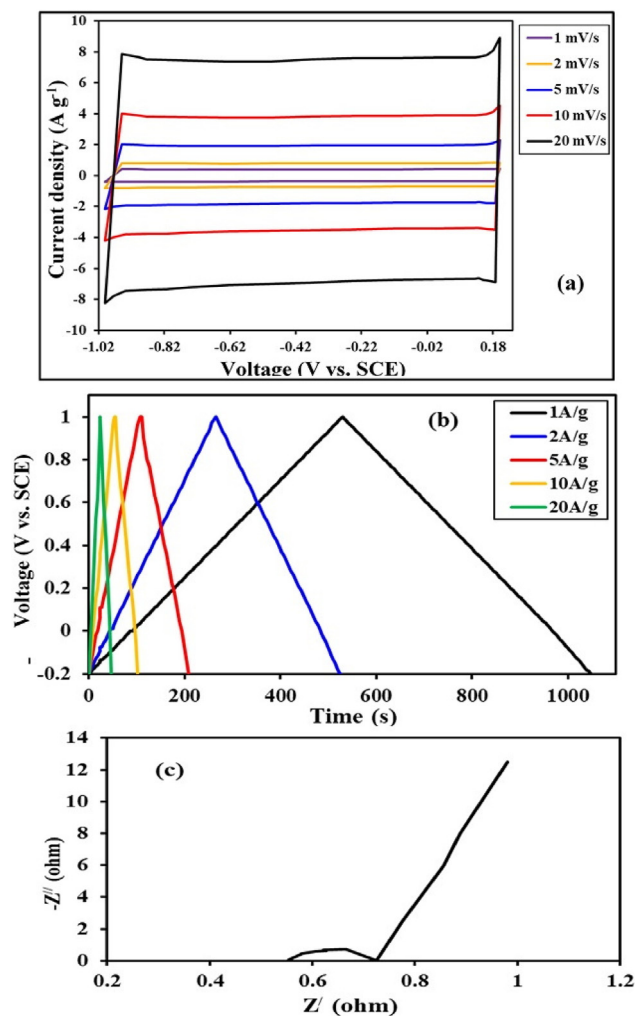 10
8
6
4
2
0
-2
-4
-6
-8
-10
Current density (A g-1)
-1.02 -0.82 -0.62 -0.42 -0.22 -0.02 0.18
Voltage (V vs. SCE)
1 mV/s
2 mV/s
5 mV/s
10 mV/s
20 mV/s
(a)
1
0.8
0.6
0.4
0.2
0
-0.2
- Voltage (V vs. SCE)
(b)
1A/g
2A/g
5A/g
10A/g
20A/g
0 200 400 600 800 1000
Time (s)
14
12
10
8
6
4
2
0
-Z// (ohm)
(c)
0.2 0.4 0.6 0.8 1 1.2
Z/ (ohm)